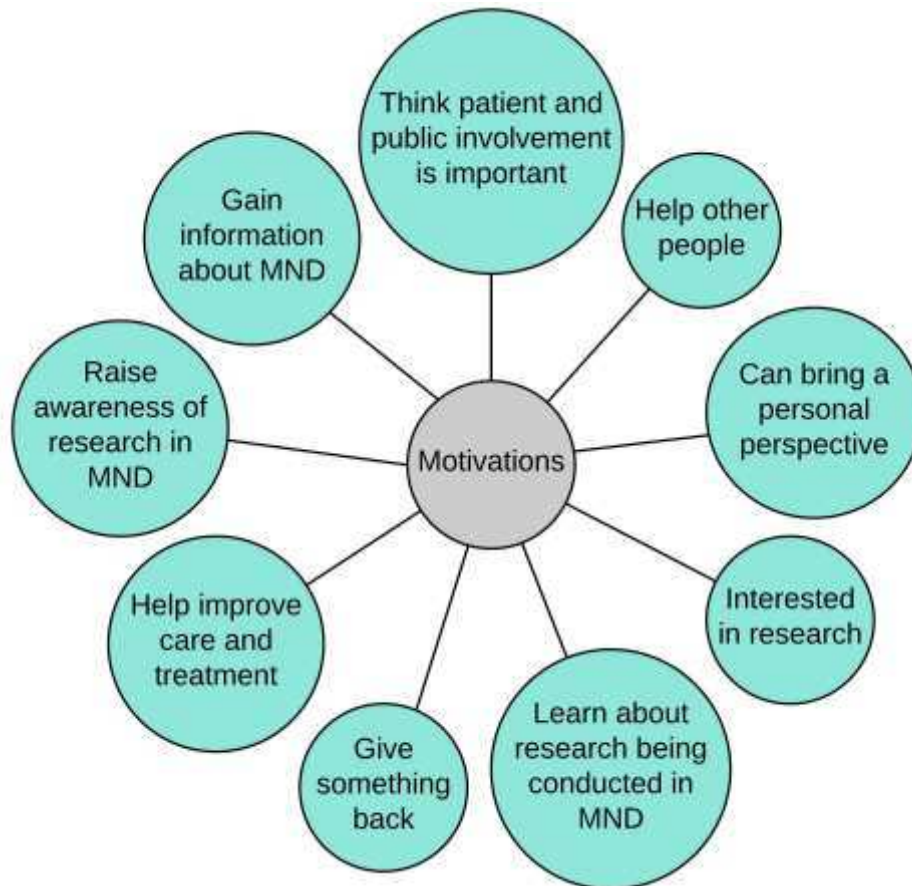 Think patient and
public involvement
is important
Help other
people
Can bring a
personal
perspective
Interested
in research
Learn about
research being
conducted in
MND
Give
something
back
Help improve
care and
treatment
Raise
awareness of
research in
MND
Gain
information
about MND
Motivations